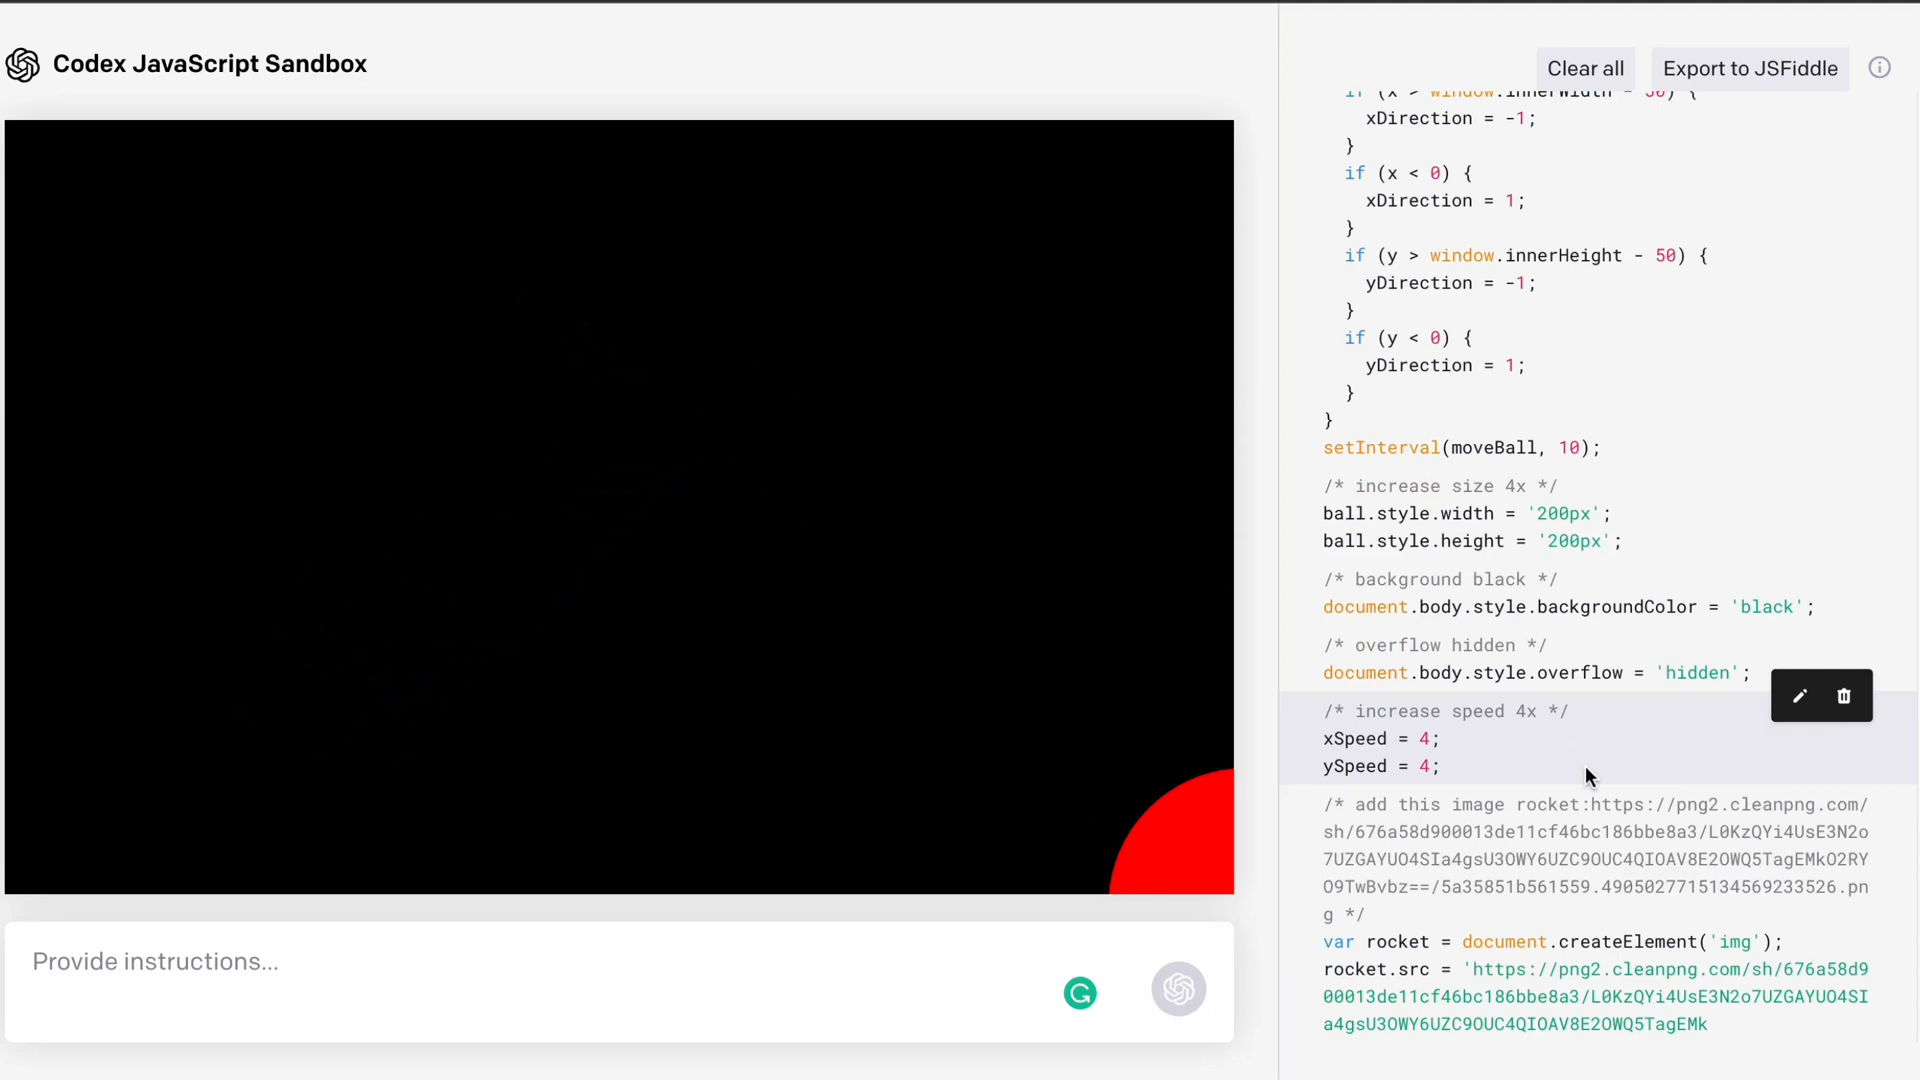 Codex JavaScript Sandbox
Clear all
Export to JSFiddle
if (x > window.innerWidth - 50) {
xDirection = -1;
}
if (x < 0) {
xDirection = 1;
}
if (y > window.innerHeight - 50) {
yDirection = -1;
}
if (y < 0) {
yDirection = 1;
}
}
setInterval(moveBall, 10);
/* increase size 4x */
ball.style.width = '200px';
ball.style.height = '200px';
/* background black */
document.body.style.backgroundColor = 'black';
/* overflow hidden */
document.body.style.overflow = 'hidden';
/* increase speed 4x */
xSpeed = 4;
ySpeed = 4;
/* add this image rocket:https://png2.cleanpng.com/
sh/676a58d900013de11cf46bc186bbe8a3/L0KzQYi4UsE3N2o
7UZGAYUO4SIa4gsU3OWY6UZC9OUC4QIOAV8E2OWQ5TagEMkO2RY
O9TwBvbz==/5a35851b561559.4905027715134569233526.pn
g */
var rocket = document.createElement('img');
rocket.src = 'https://png2.cleanpng.com/sh/676a58d9
00013de11cf46bc186bbe8a3/L0KzQYi4UsE3N2o7UZGAYUO4SI
a4gsU3OWY6UZC9OUC4QIOAV8E2OWQ5TagEMk
Provide instructions...